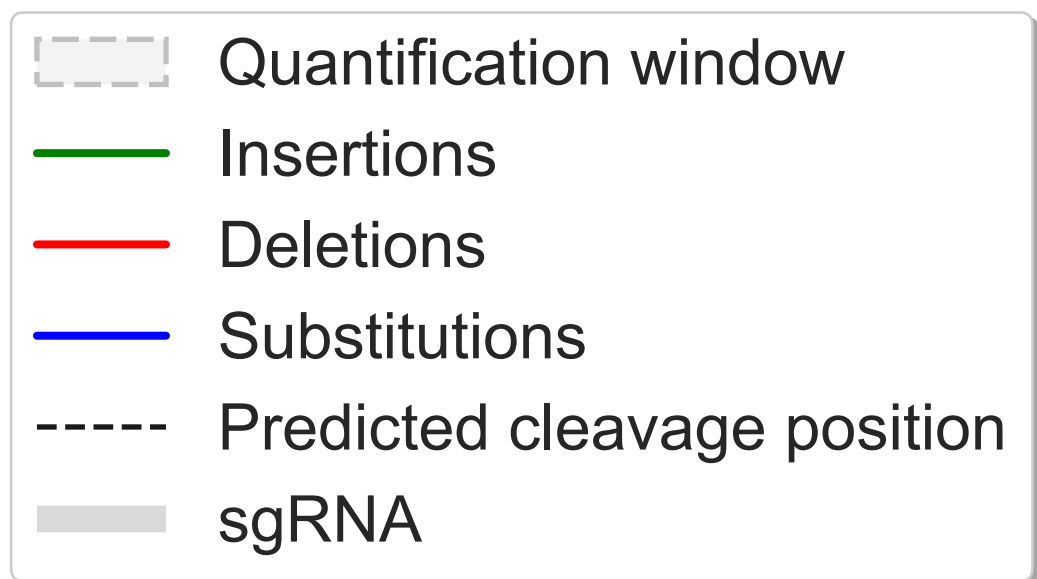 Quantification window
Insertions
Deletions
Substitutions
Predicted cleavage position
sgRNA